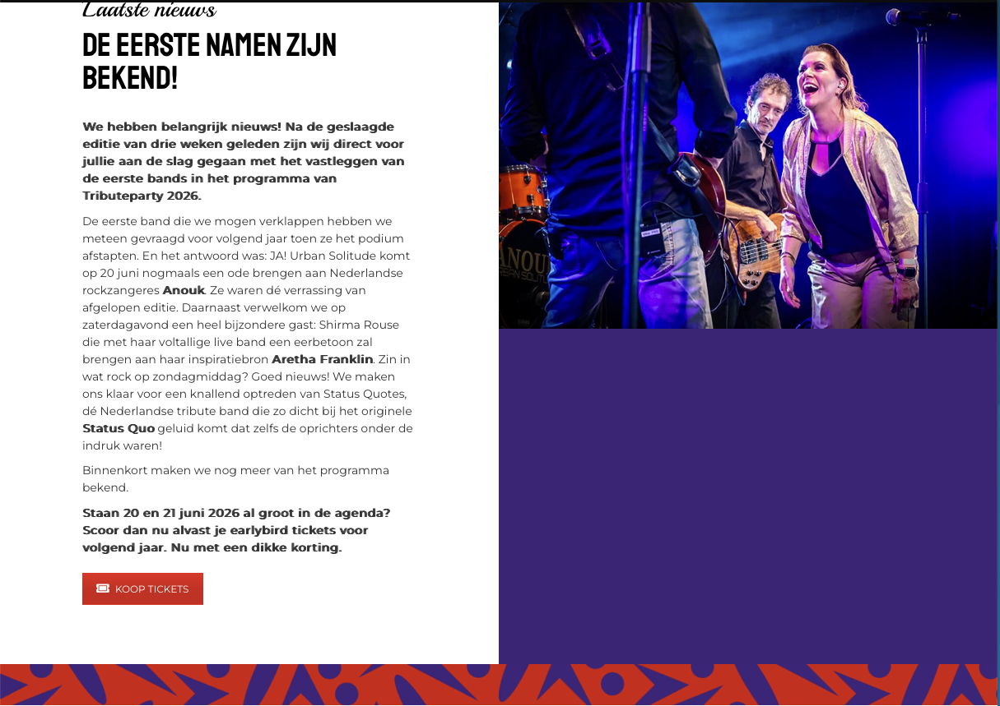 Laatste nieuws
DE EERSTE NAMEN ZIJN
BEKEND!
We hebben belangrijk nieuws! Na de geslaagde
editie van drie weken geleden zijn wij direct voor
jullie aan de slag gegaan met het vastleggen van
de eerste bands in het programma van
Tributeparty 2026.
De eerste band die we mogen verklappen hebben we
meteen gevraagd voor volgend jaar toen ze het podium
afstapten. En het antwoord was: JA! Urban Solitude komt
op 20 juni nogmaals een ode brengen aan Nederlandse
rockzangeres Anouk. Ze waren dé verrassing van
afgelopen editie. Daarnaast verwelkom we op
zaterdagavond een heel bijzondere gast: Shirma Rouse
die met haar voltallige live band een eerbetoon zal
brengen aan haar inspiratiebron Aretha Franklin. Zin in
wat rock op zondagmiddag? Goed nieuws! We maken
ons klaar voor een knallend optreden van Status Quotes,
dé Nederlandse tribute band die zo dicht bij het originele
Status Quo geluid komt dat zelfs de oprichters onder de
indruk waren!
Binnenkort maken we nog meer van het programma
bekend.
Staan 20 en 21 juni 2026 al groot in de agenda?
Scoor dan nu alvast je earlybird tickets voor
volgend jaar. Nu met een dikke korting.
KOOP TICKETS
ANOU